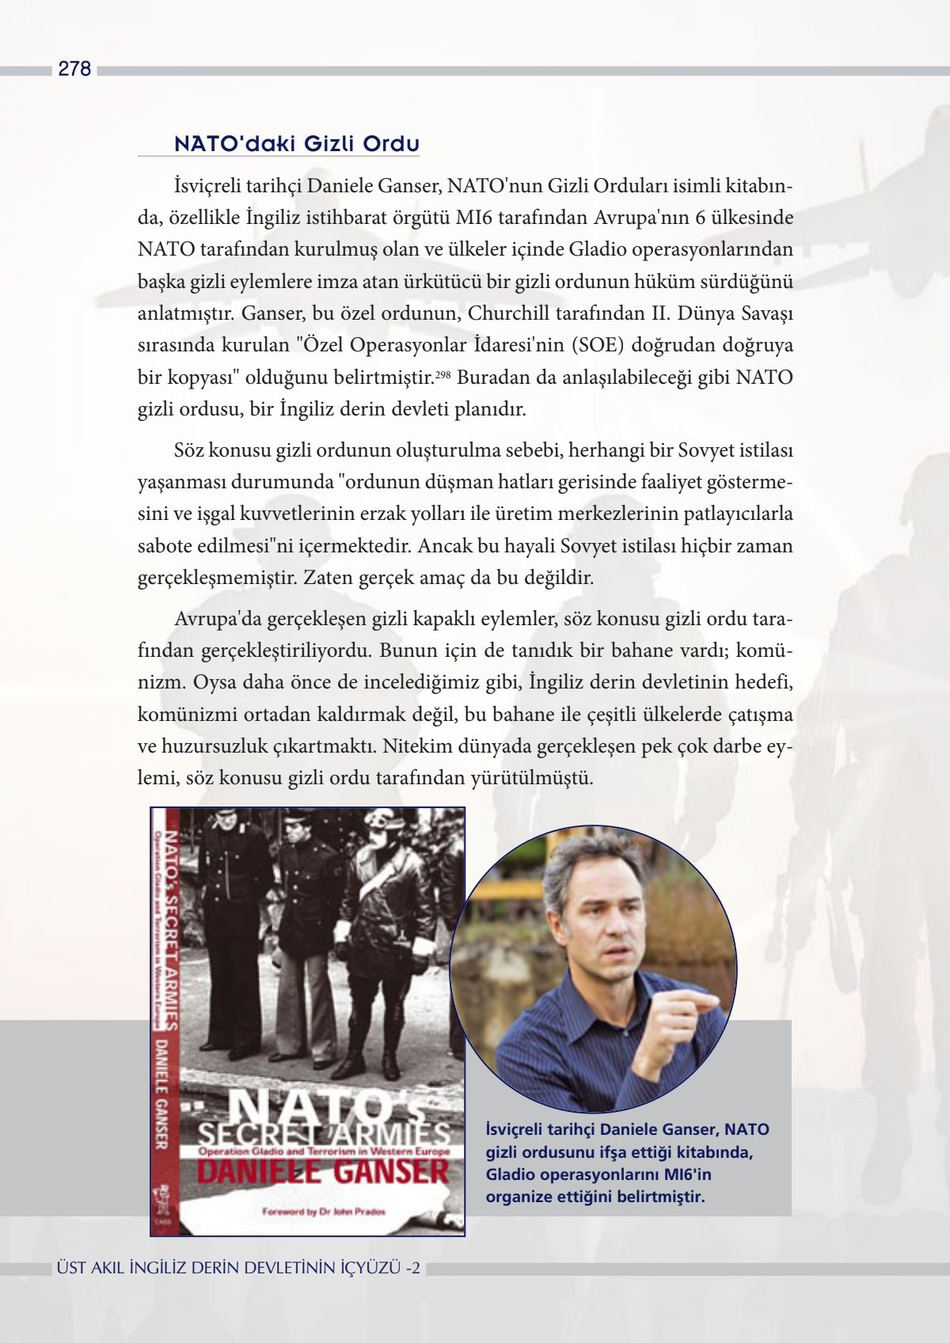 278
NATO'daki Gizli Ordu
İsviçreli tarihçi Daniele Ganser, NATO'nun Gizli Orduları isimli kitabın-
da, özellikle İngiliz istihbarat örgütü MI6 tarafından Avrupa'nın 6 ülkesinde
NATO tarafından kurulmuş olan ve ülkeler içinde Gladio operasyonlarından
başka gizli eylemlere imza atan ürkütücü bir gizli ordunun hüküm sürdüğünü
anlatmıştır. Ganser, bu özel ordunun, Churchill tarafından II. Dünya Savaşı
sırasında kurulan "Özel Operasyonlar İdaresi'nin (SOE) doğrudan doğruya
bir kopyası" olduğunu belirtmiştir.298 Buradan da anlaşılabileceği gibi NATO
gizli ordusu, bir İngiliz derin devleti planıdır.
Söz konusu gizli ordunun oluşturulma sebebi, herhangi bir Sovyet istilası
yaşanması durumunda "ordunun düşman hatları gerisinde faaliyet gösterme-
sini ve işgal kuvvetlerinin erzak yolları ile üretim merkezlerinin patlayıcılarla
sabote edilmesi"ni içermektedir. Ancak bu hayali Sovyet istilası hiçbir zaman
gerçekleşmemiştir. Zaten gerçek amaç da bu değildir.
Avrupa'da gerçekleşen gizli kapaklı eylemler, söz konusu gizli ordu tara-
fından gerçekleştiriliyordu. Bunun için de tanıdık bir bahane vardı; komü-
nizm. Oysa daha önce de incelediğimiz gibi, İngiliz derin devletinin hedefi,
komünizmi ortadan kaldırmak değil, bu bahane ile çeşitli ülkelerde çatışma
ve huzursuzluk çıkartmaktı. Nitekim dünyada gerçekleşen pek çok darbe ey-
lemi, söz konusu gizli ordu tarafından yürütülmüştü.
NATO's SECRET ARMIES
Operation Gladio and Terrorism in Western Europe
DANIELE GANSER
CASS
NATO's
SECRET ARMIES
Operation Gladio and Terrorism in Western Europe
DANIELE GANSER
Foreword by Dr John Prados
İsviçreli tarihçi Daniele Ganser, NATO
gizli ordusunu ifşa ettiği kitabında,
Gladio operasyonlarını MI6'in
organize ettiğini belirtmiştir.
ÜST AKIL İNGİLİZ DERİN DEVLETİNİN İÇYÜZÜ -2